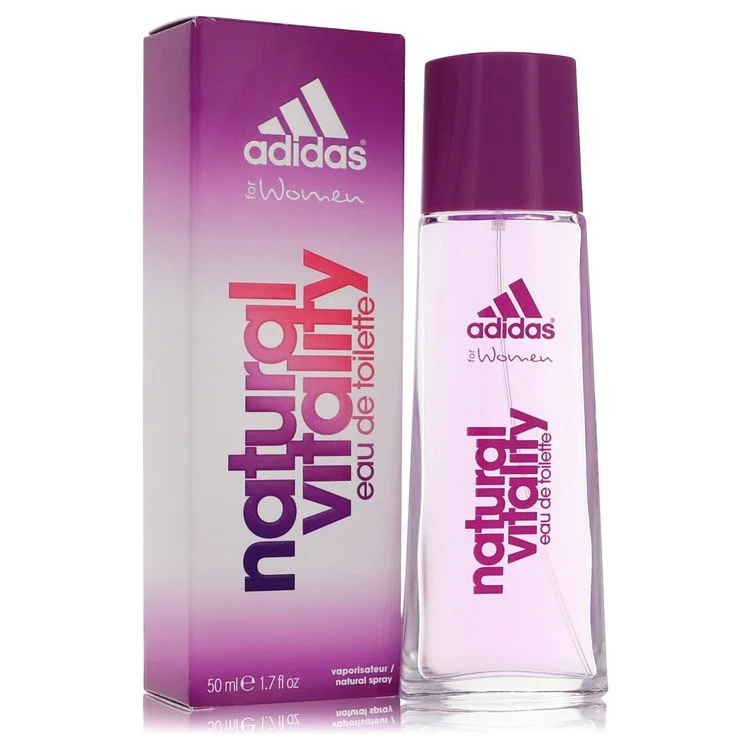 adidas®
for Women
natural
vitality
eau de toilette
50 ml e 1.7 fl oz
vaporisateur /
natural spray
adidas®
for Women
natural
vitality
eau de toilette